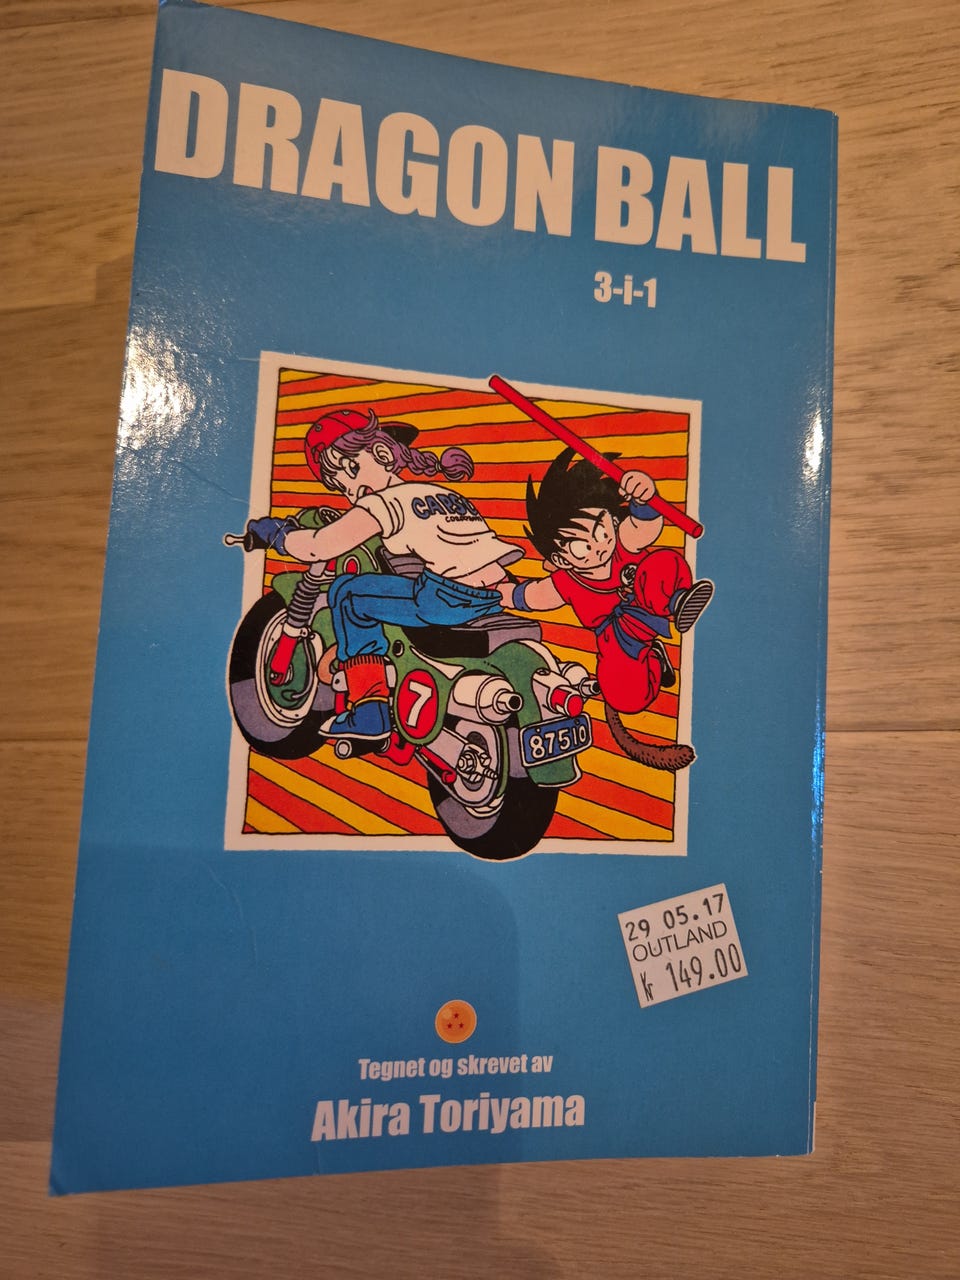 DRAGON BALL
3-i-1
CAPSU
7
87510
29 05.17
OUTLAND
Kr 149.00
Tegnet og skrevet av
Akira Toriyama